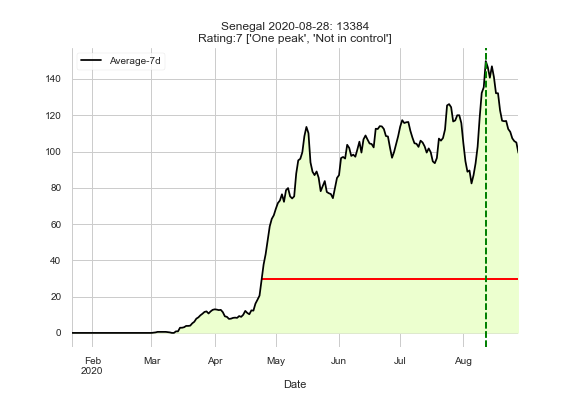 Senegal 2020-08-28: 13384
Rating:7 ['One peak', 'Not in control']
Average-7d
140
120
100
80
60
40
20
0
Feb Mar Apr May Jun Jul Aug
2020
Date